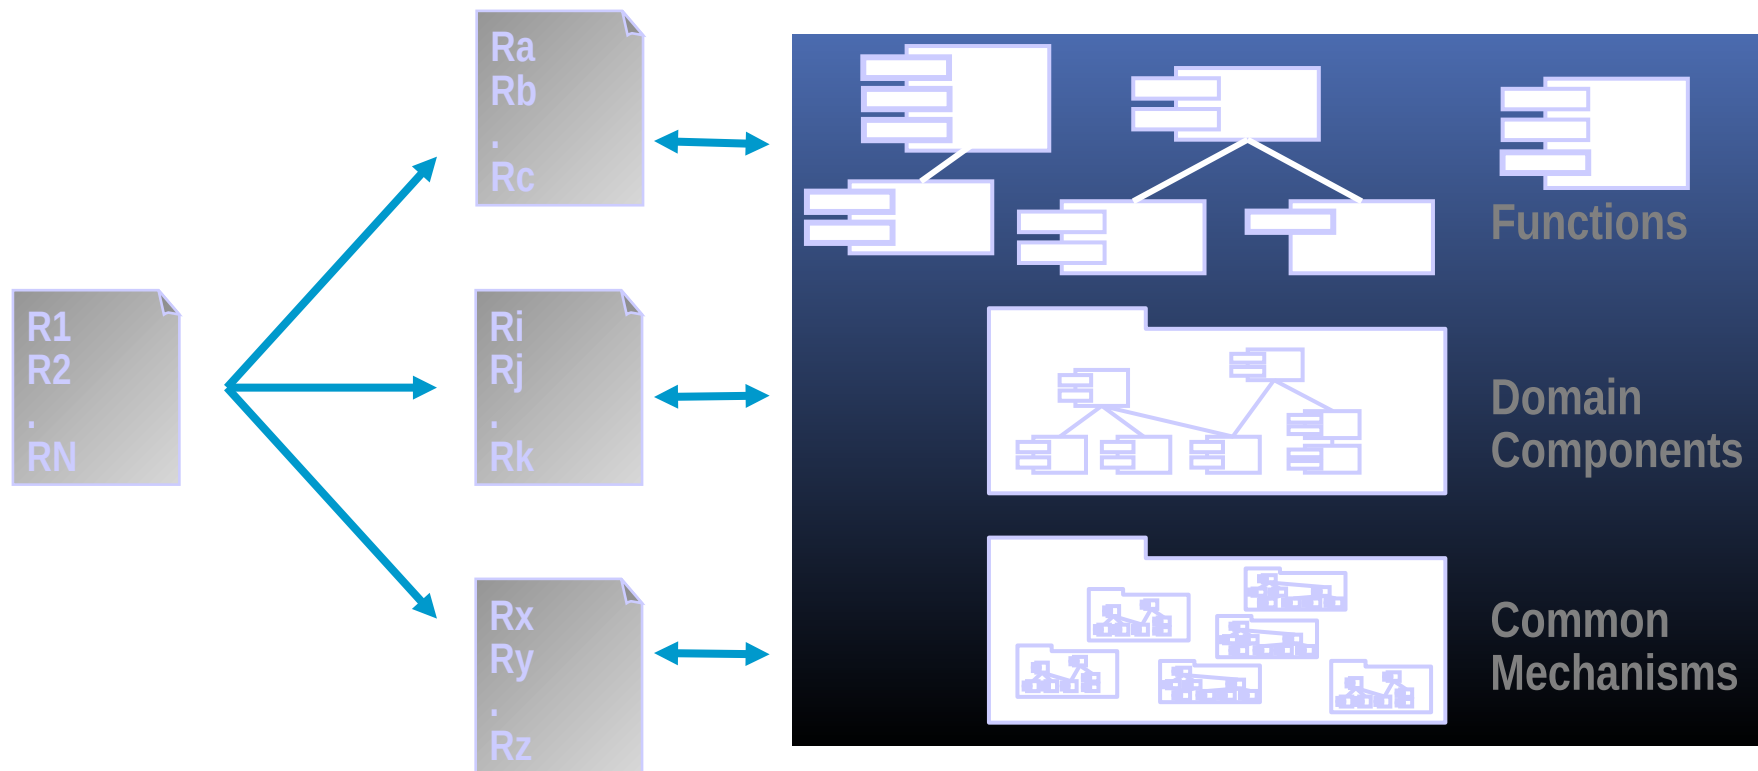 R1
R2
.
RN
Ra
Rb
.
Rc
Ri
Rj
.
Rk
Rx
Ry
.
Rz
Functions
Domain
Components
Common
Mechanisms